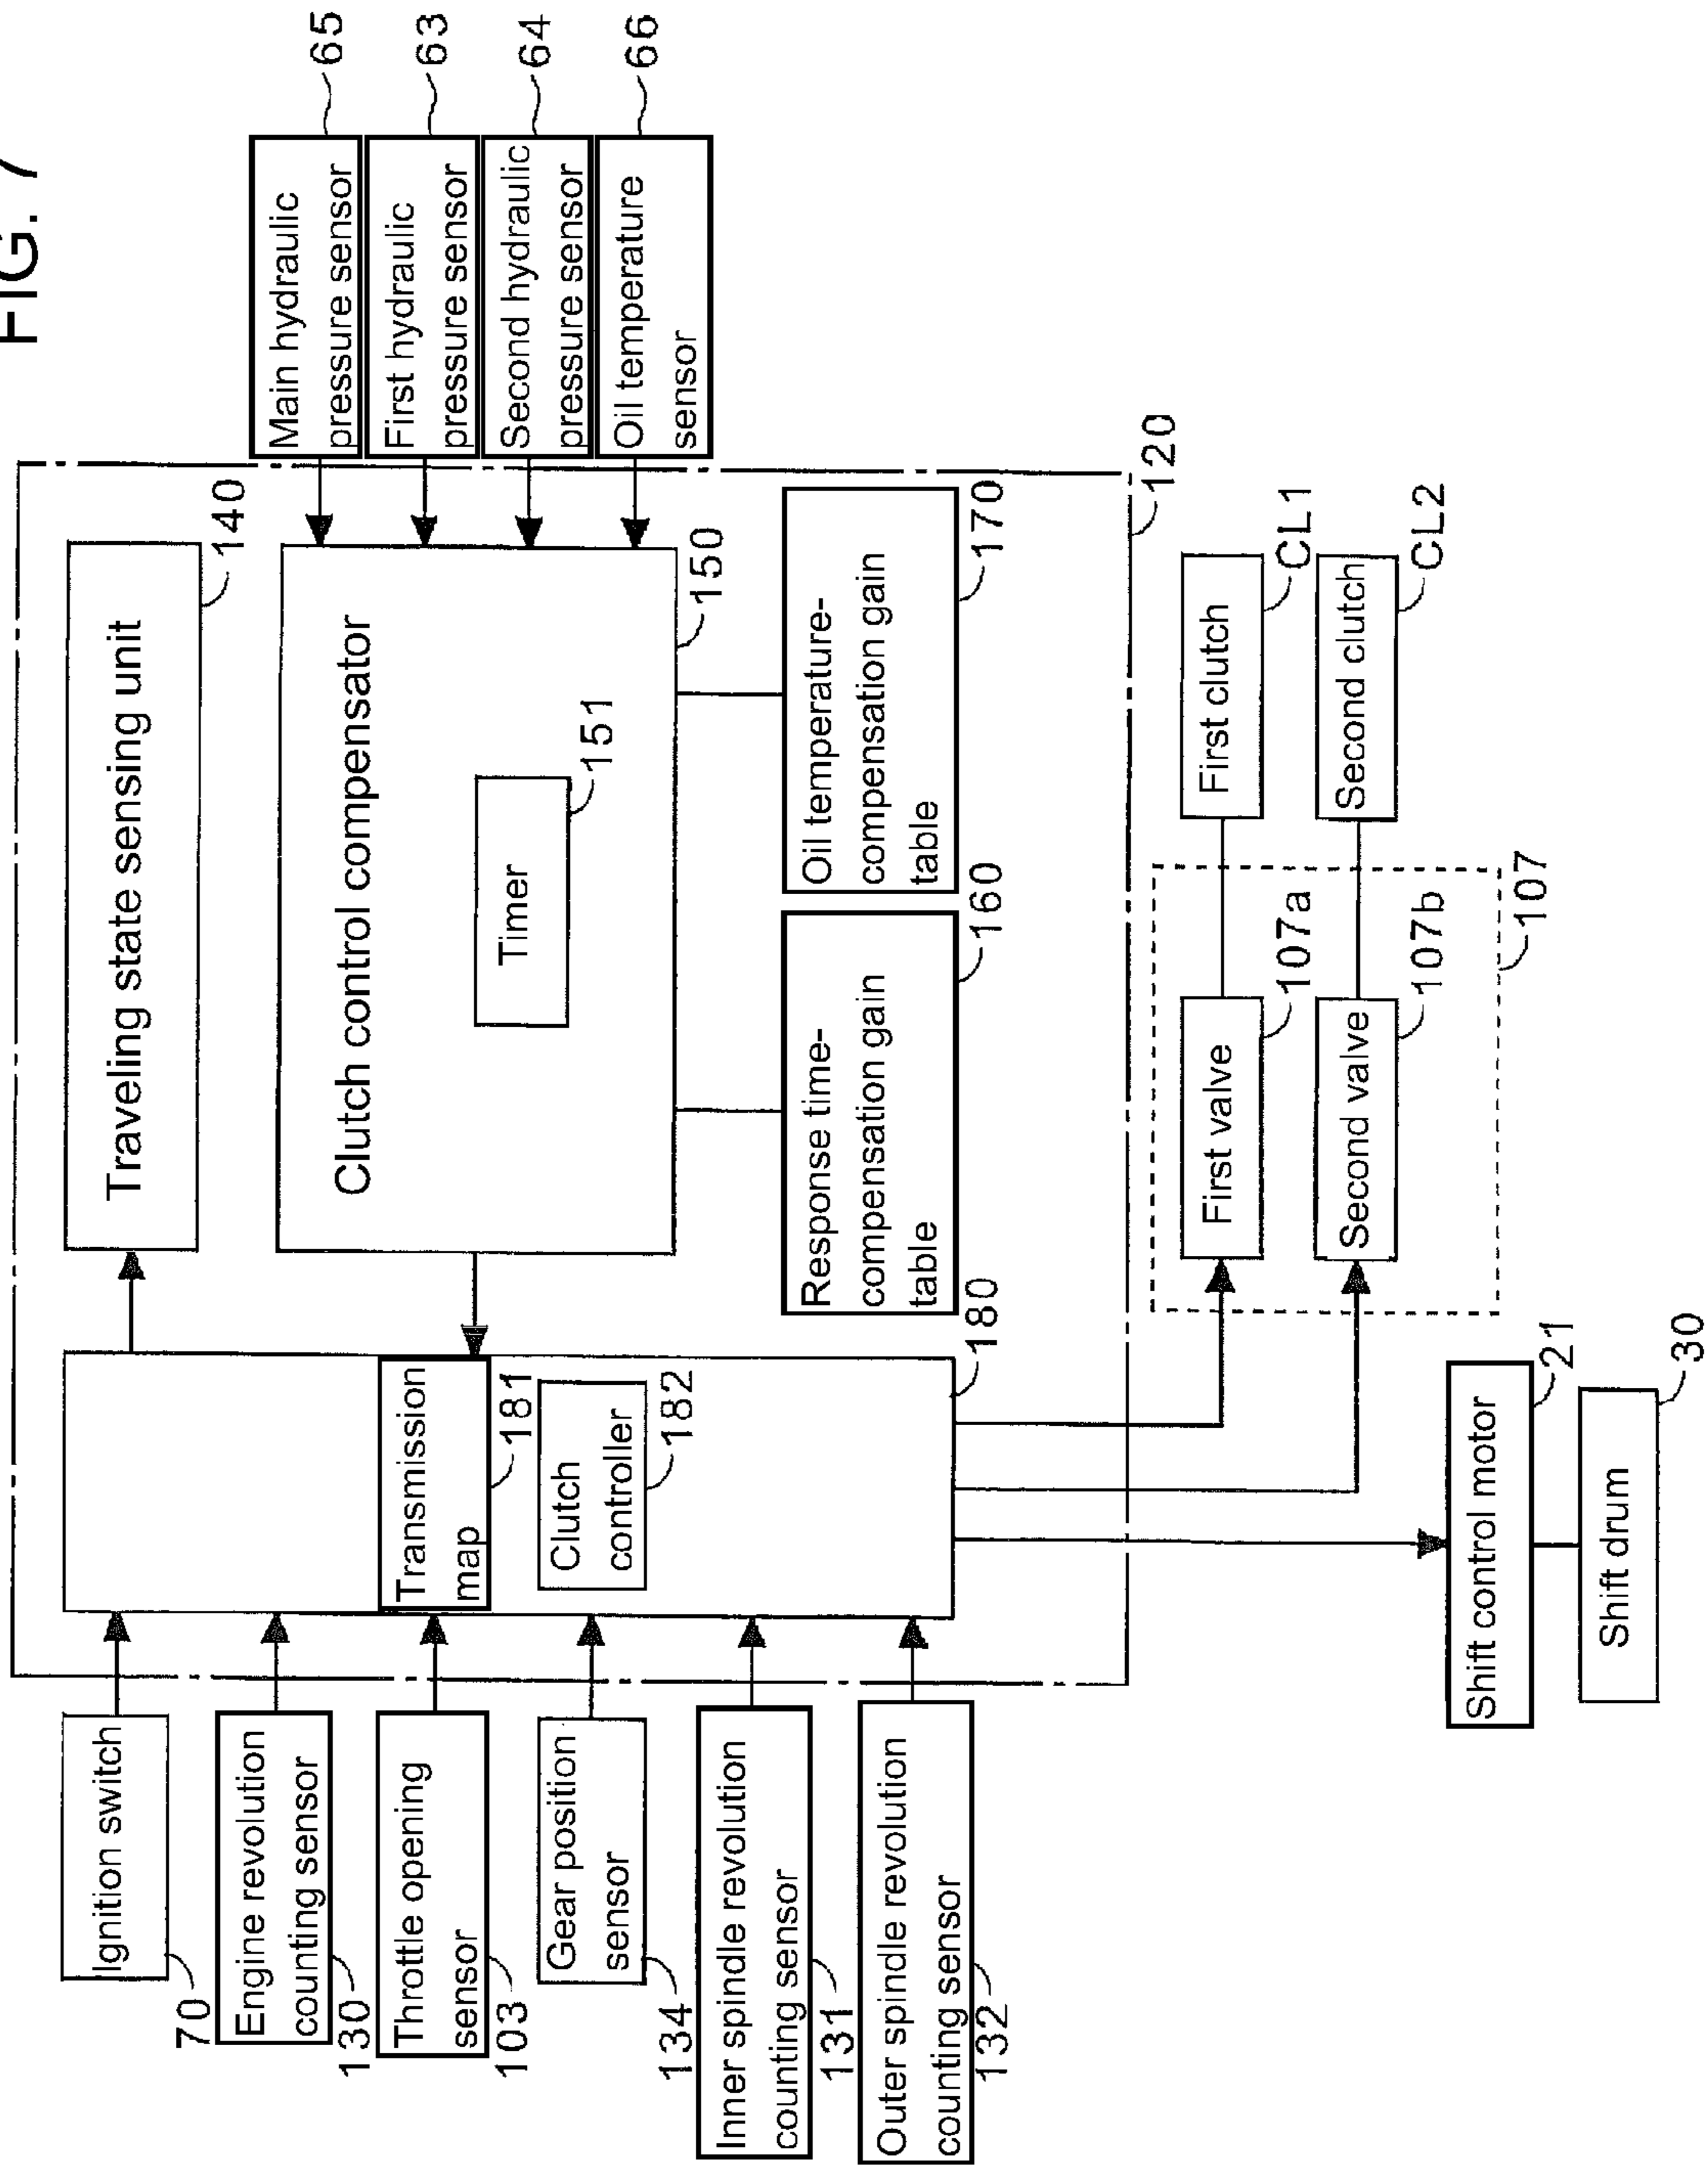 FIG. 7
Main hydraulic
pressure sensor
65
First hydraulic
pressure sensor
63
Second hydraulic
pressure sensor
64
Oil temperature
sensor
66
Traveling state sensing unit
140
Clutch control compensator
Timer
151
150
Oil temperature-
compensation gain
table
170
Response time-
compensation gain
table
160
120
Transmission
map
181
Clutch
controller
182
180
Ignition switch
70
Engine revolution
counting sensor
130
Throttle opening
sensor
103
Gear position
sensor
134
Inner spindle revolution
counting sensor
131
Outer spindle revolution
counting sensor
132
First valve
107a
First clutch
CL1
Second valve
107b
Second clutch
CL2
107
Shift control motor
21
Shift drum
30